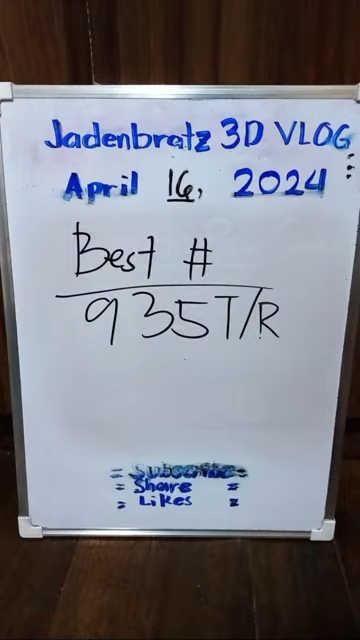 Jadenbratz 3D VLOG
April 16, 2024
Best #
935T/R
= Subscribe =
= Share =
= Likes =